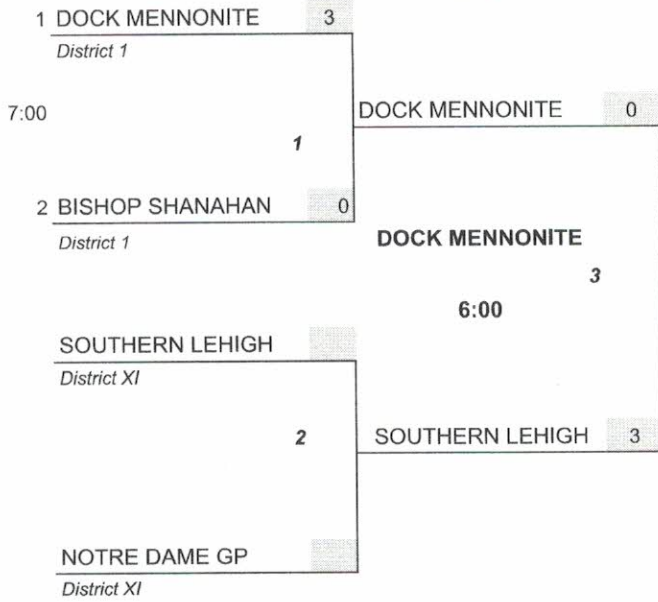 1 DOCK MENNONITE 3
District 1
7:00
DOCK MENNONITE 0
1
2 BISHOP SHANAHAN 0
District 1
DOCK MENNONITE
3
6:00
SOUTHERN LEHIGH
District XI
2
SOUTHERN LEHIGH 3
NOTRE DAME GP
District XI